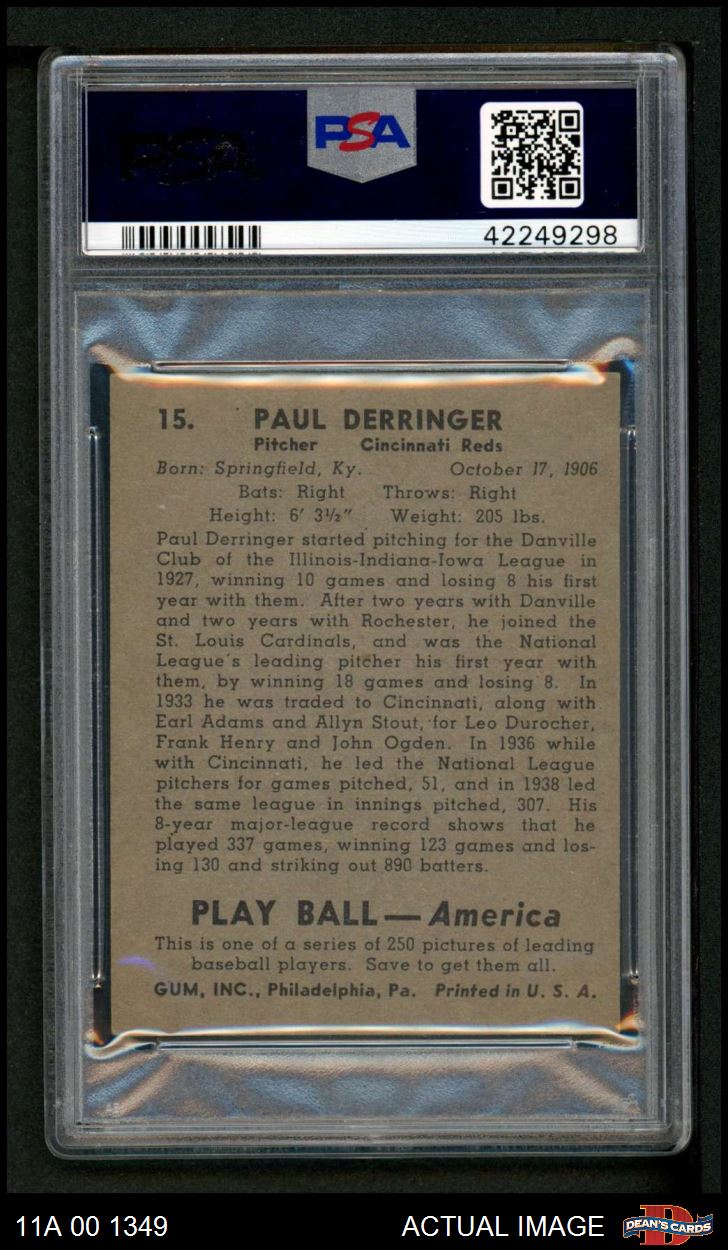 PSA
42249298
15. PAUL DERRINGER
Pitcher Cincinnati Reds
Born: Springfield, Ky. October 17, 1906
Bats: Right Throws: Right
Height: 6' 3½" Weight: 205 lbs.
Paul Derringer started pitching for the Danville
Club of the Illinois-Indiana-Iowa League in
1927, winning 10 games and losing 8 his first
year with them. After two years with Danville
and two years with Rochester, he joined the
St. Louis Cardinals, and was the National
League's leading pitcher his first year with
them, by winning 18 games and losing 8. In
1933 he was traded to Cincinnati, along with
Earl Adams and Allyn Stout, for Leo Durocher,
Frank Henry and John Ogden. In 1936 while
with Cincinnati, he led the National League
pitchers for games pitched, 51, and in 1938 led
the same league in innings pitched, 307. His
8-year major-league record shows that he
played 337 games, winning 123 games and los-
ing 130 and striking out 890 batters.
PLAY BALL — America
This is one of a series of 250 pictures of leading
baseball players. Save to get them all.
GUM, INC., Philadelphia, Pa. Printed in U. S. A.
11A 00 1349 ACTUAL IMAGE DEAN'S CARDS